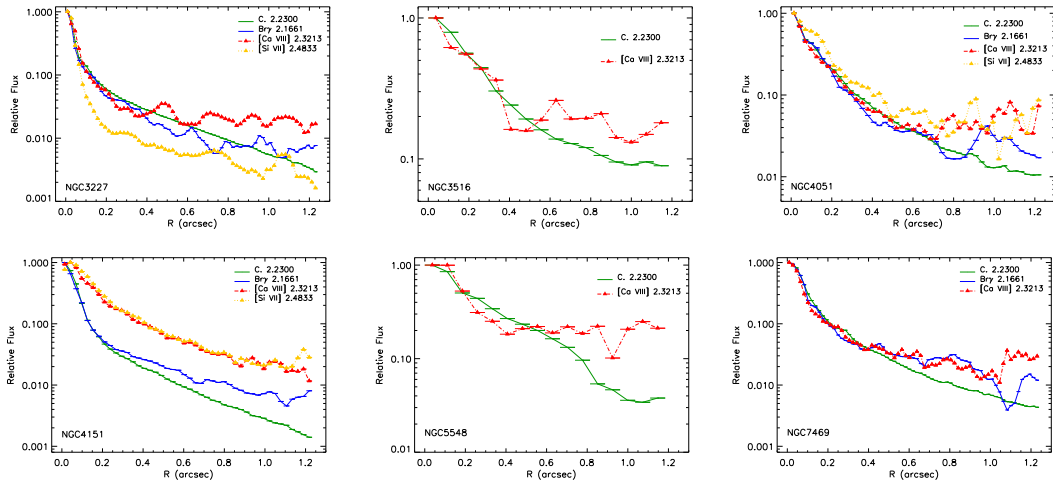 1.000
0.100
0.010
0.001
Relative Flux
C. 2.2300
Brγ 2.1661
[Ca VIII] 2.3213
[Si VII] 2.4833
NGC3227
0.0 0.2 0.4 0.6 0.8 1.0 1.2
R (arcsec)
1.0
0.1
Relative Flux
C. 2.2300
[Ca VIII] 2.3213
NGC3516
0.0 0.2 0.4 0.6 0.8 1.0 1.2
R (arcsec)
1.00
0.10
0.01
Relative Flux
C. 2.2300
Brγ 2.1661
[Ca VIII] 2.3213
[Si VII] 2.4833
NGC4051
0.0 0.2 0.4 0.6 0.8 1.0 1.2
R (arcsec)
1.000
0.100
0.010
0.001
Relative Flux
C. 2.2300
Brγ 2.1661
[Ca VIII] 2.3213
[Si VII] 2.4833
NGC4151
0.0 0.2 0.4 0.6 0.8 1.0 1.2
R (arcsec)
1.00
0.10
0.01
Relative Flux
C. 2.2300
[Ca VIII] 2.3213
NGC5548
0.0 0.2 0.4 0.6 0.8 1.0 1.2
R (arcsec)
1.000
0.100
0.010
0.001
Relative Flux
C. 2.2300
Brγ 2.1661
[Ca VIII] 2.3213
NGC7469
0.0 0.2 0.4 0.6 0.8 1.0 1.2
R (arcsec)